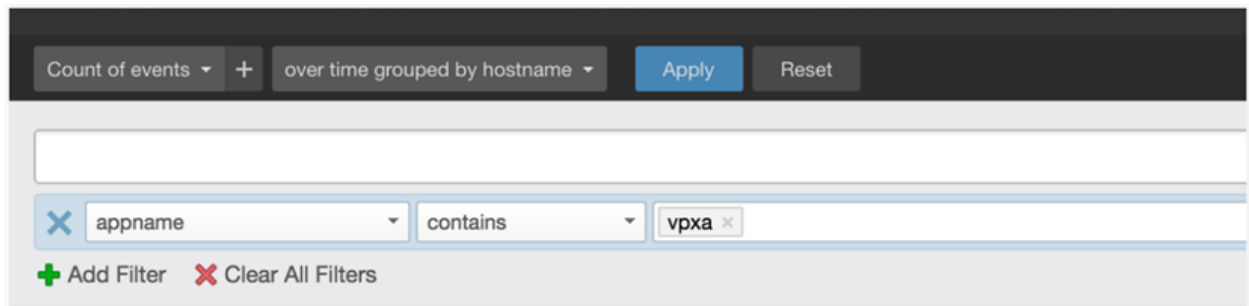 Count of events + over time grouped by hostname Apply Reset
appname contains vpxa ×
Add Filter Clear All Filters